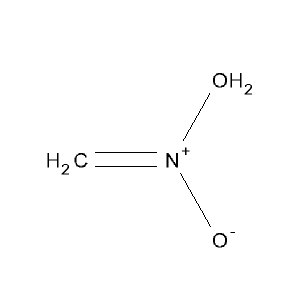 OH2
H2C N+
O-